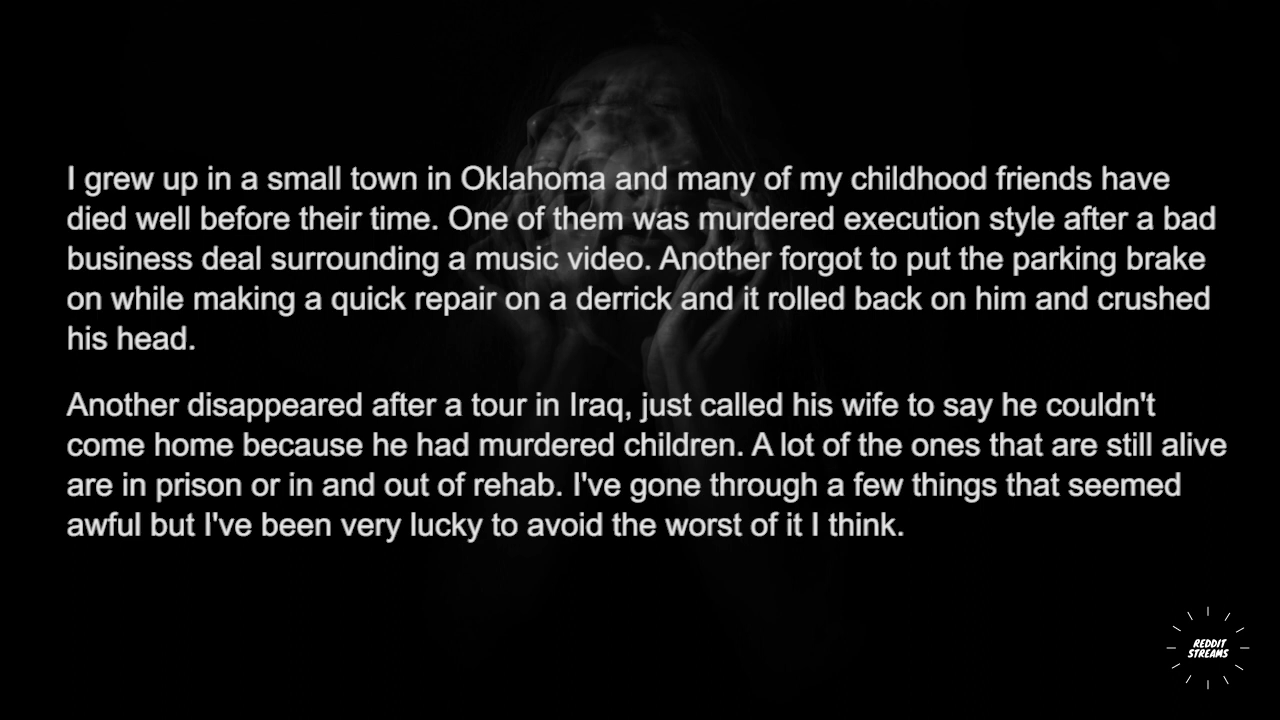 I grew up in a small town in Oklahoma and many of my childhood friends have
died well before their time. One of them was murdered execution style after a bad
business deal surrounding a music video. Another forgot to put the parking brake
on while making a quick repair on a derrick and it rolled back on him and crushed
his head.
Another disappeared after a tour in Iraq, just called his wife to say he couldn't
come home because he had murdered children. A lot of the ones that are still alive
are in prison or in and out of rehab. I've gone through a few things that seemed
awful but I've been very lucky to avoid the worst of it I think.
REDDIT
STREAMS